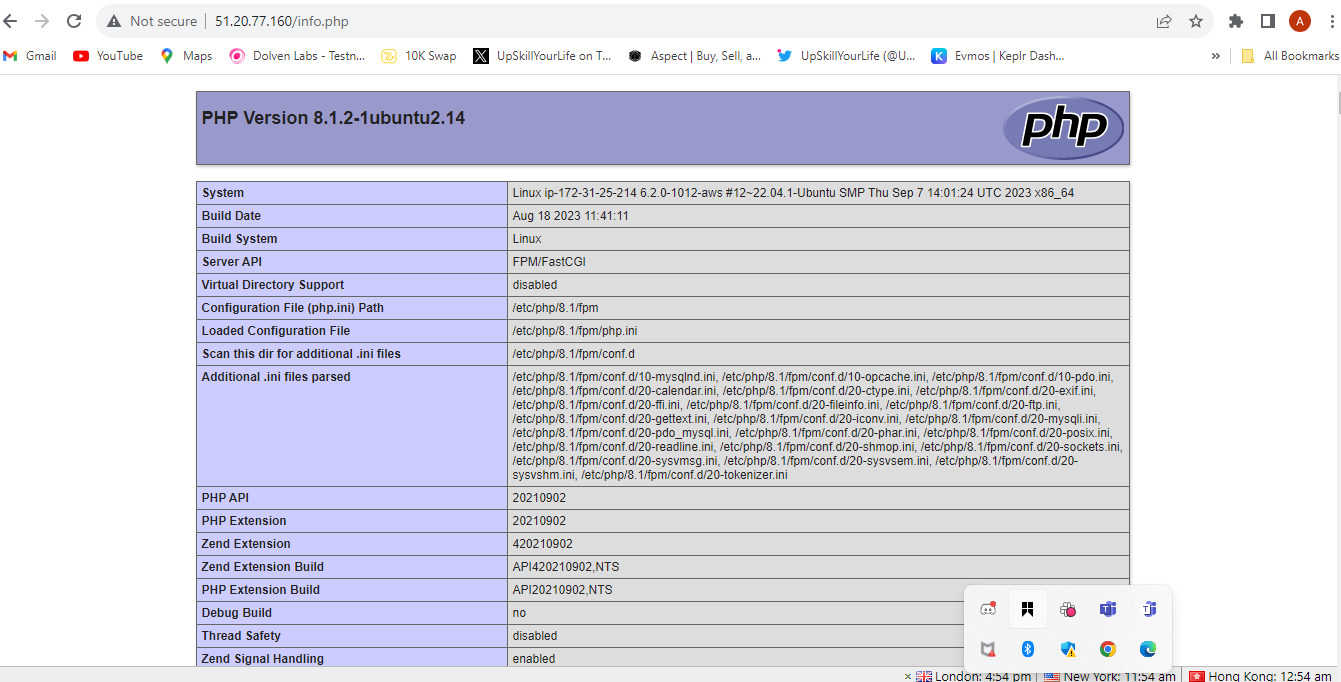 Not secure 51.20.77.160/info.php A
Gmail YouTube Maps Dolven Labs - Testn... 10K Swap UpSkillYourLife on T... Aspect | Buy, Sell, a... UpSkillYourLife (@U... Evmos | Keplr Dash... » All Bookmarks
PHP Version 8.1.2-1ubuntu2.14
php
System Linux ip-172-31-25-214 6.2.0-1012-aws #12~22.04.1-Ubuntu SMP Thu Sep 7 14:01:24 UTC 2023 x86_64
Build Date Aug 18 2023 11:41:11
Build System Linux
Server API FPM/FastCGI
Virtual Directory Support disabled
Configuration File (php.ini) Path /etc/php/8.1/fpm
Loaded Configuration File /etc/php/8.1/fpm/php.ini
Scan this dir for additional .ini files /etc/php/8.1/fpm/conf.d
Additional .ini files parsed /etc/php/8.1/fpm/conf.d/10-mysqlnd.ini, /etc/php/8.1/fpm/conf.d/10-opcache.ini, /etc/php/8.1/fpm/conf.d/10-pdo.ini,
/etc/php/8.1/fpm/conf.d/20-calendar.ini, /etc/php/8.1/fpm/conf.d/20-ctype.ini, /etc/php/8.1/fpm/conf.d/20-exif.ini,
/etc/php/8.1/fpm/conf.d/20-ffi.ini, /etc/php/8.1/fpm/conf.d/20-fileinfo.ini, /etc/php/8.1/fpm/conf.d/20-ftp.ini,
/etc/php/8.1/fpm/conf.d/20-gettext.ini, /etc/php/8.1/fpm/conf.d/20-iconv.ini, /etc/php/8.1/fpm/conf.d/20-mysqli.ini,
/etc/php/8.1/fpm/conf.d/20-pdo_mysql.ini, /etc/php/8.1/fpm/conf.d/20-phar.ini, /etc/php/8.1/fpm/conf.d/20-posix.ini,
/etc/php/8.1/fpm/conf.d/20-readline.ini, /etc/php/8.1/fpm/conf.d/20-shmop.ini, /etc/php/8.1/fpm/conf.d/20-sockets.ini,
/etc/php/8.1/fpm/conf.d/20-sysvmsg.ini, /etc/php/8.1/fpm/conf.d/20-sysvsem.ini, /etc/php/8.1/fpm/conf.d/20-
sysvshm.ini, /etc/php/8.1/fpm/conf.d/20-tokenizer.ini
PHP API 20210902
PHP Extension 20210902
Zend Extension 420210902
Zend Extension Build API420210902,NTS
PHP Extension Build API20210902,NTS
Debug Build no
Thread Safety disabled
Zend Signal Handling enabled
London: 4:54 pm New York: 11:54 am Hong Kong: 12:54 am